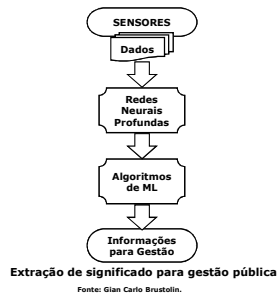 SENSORES
Dados
Redes
Neurais
Profundas
Algoritmos
de ML
Informações
para Gestão
Extração de significado para gestão pública
Fonte: Gian Carlo Brustolin.